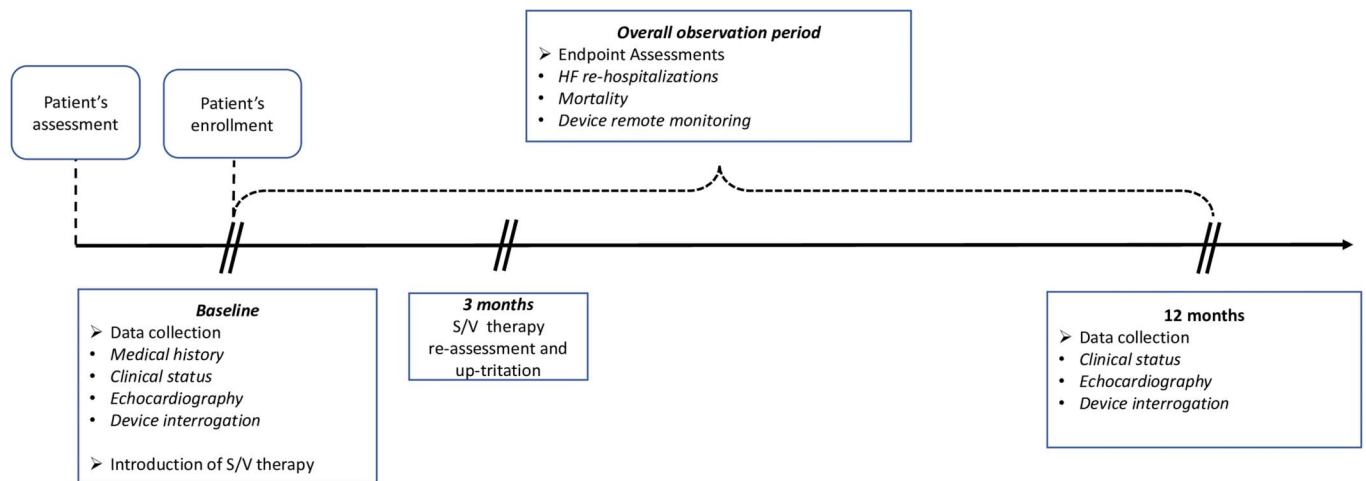 Overall observation period
➢ Endpoint Assessments
• HF re-hospitalizations
• Mortality
• Device remote monitoring
Patient’s
assessment
Patient’s
enrollment
Baseline
➢ Data collection
• Medical history
• Clinical status
• Echocardiography
• Device interrogation
➢ Introduction of S/V therapy
3 months
S/V therapy
re-assessment and
up-tritation
12 months
➢ Data collection
• Clinical status
• Echocardiography
• Device interrogation